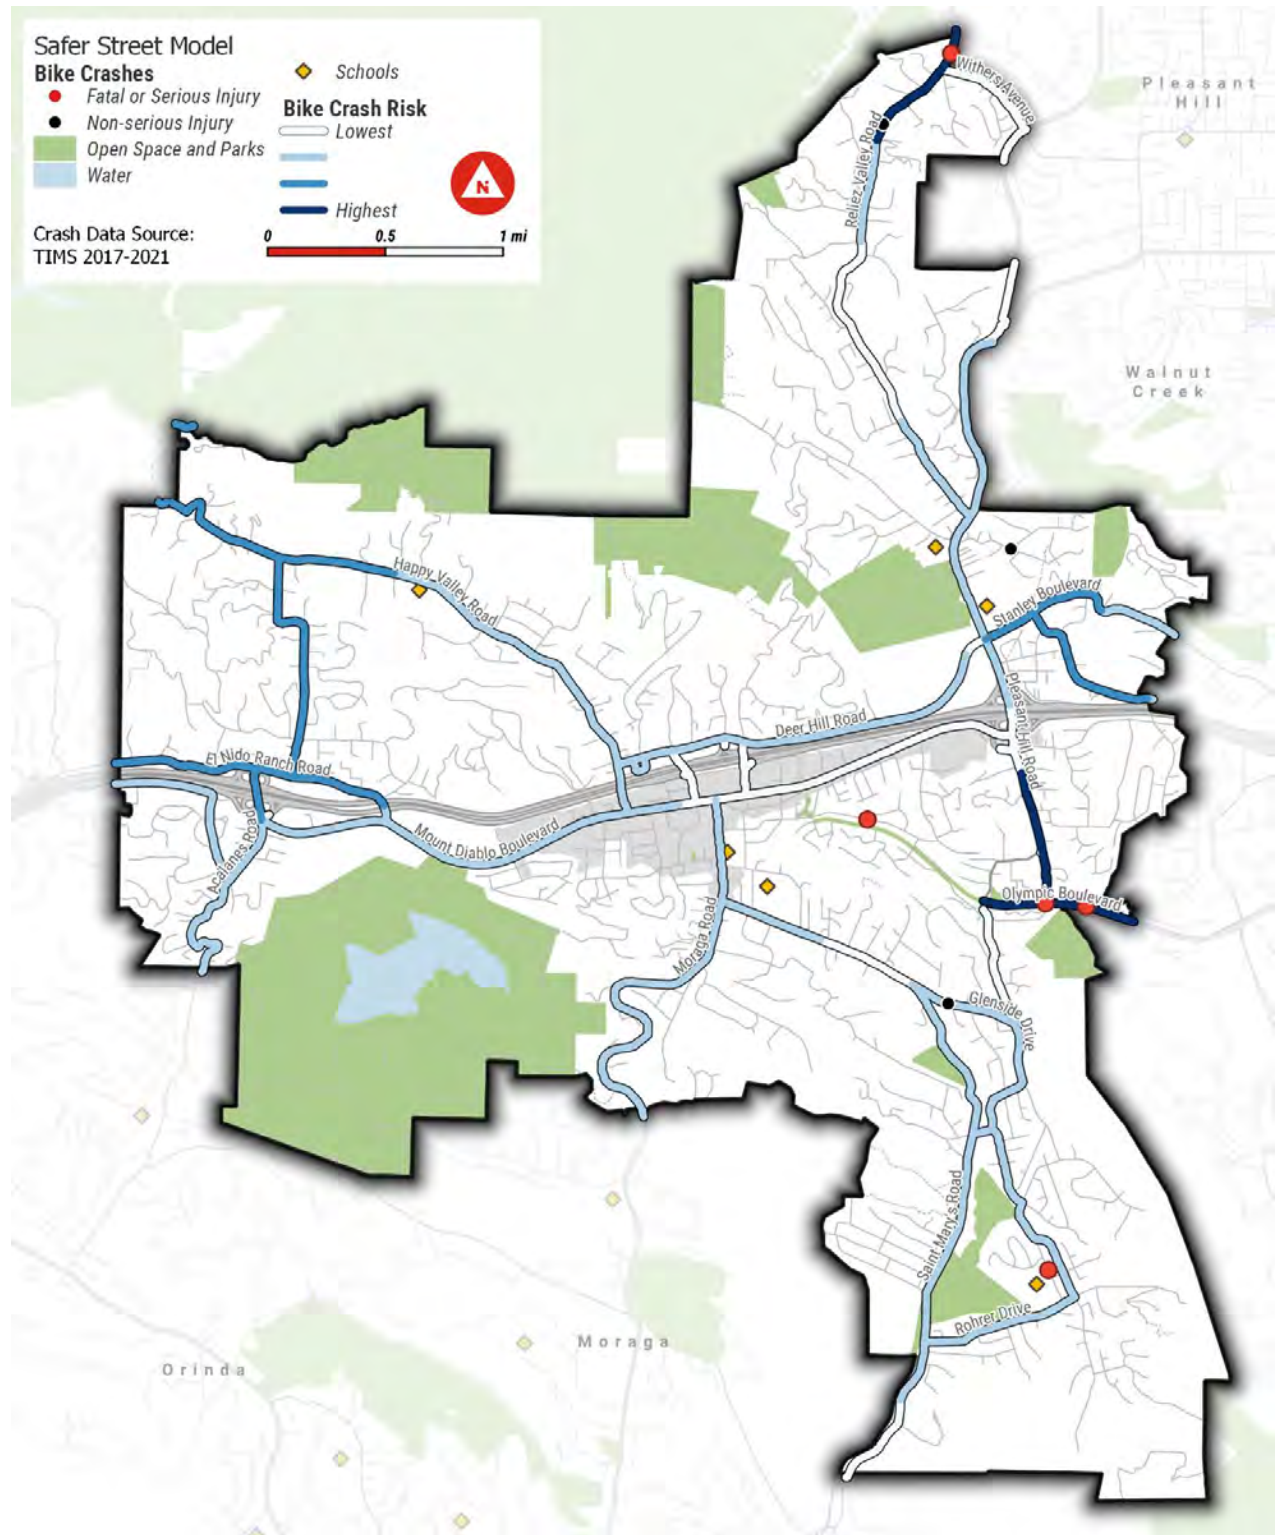 Safer Street Model
Bike Crashes
Fatal or Serious Injury
Non-serious Injury
Open Space and Parks
Water
Crash Data Source:
TIMS 2017-2021
Schools
Bike Crash Risk
Lowest
Highest
N
0 0.5 1 mi
Withers Avenue
Pleasant
Hill
Reliez Valley Road
Walnut
Creek
Happy Valley Road
Stanley Boulevard
Pleasant Hill Road
Deer Hill Road
El Nido Ranch Road
Mount Diablo Boulevard
Acalanes Road
Olympic Boulevard
Moraga Road
Glenside Drive
Saint Mary's Road
Rohrer Drive
Moraga
Orinda